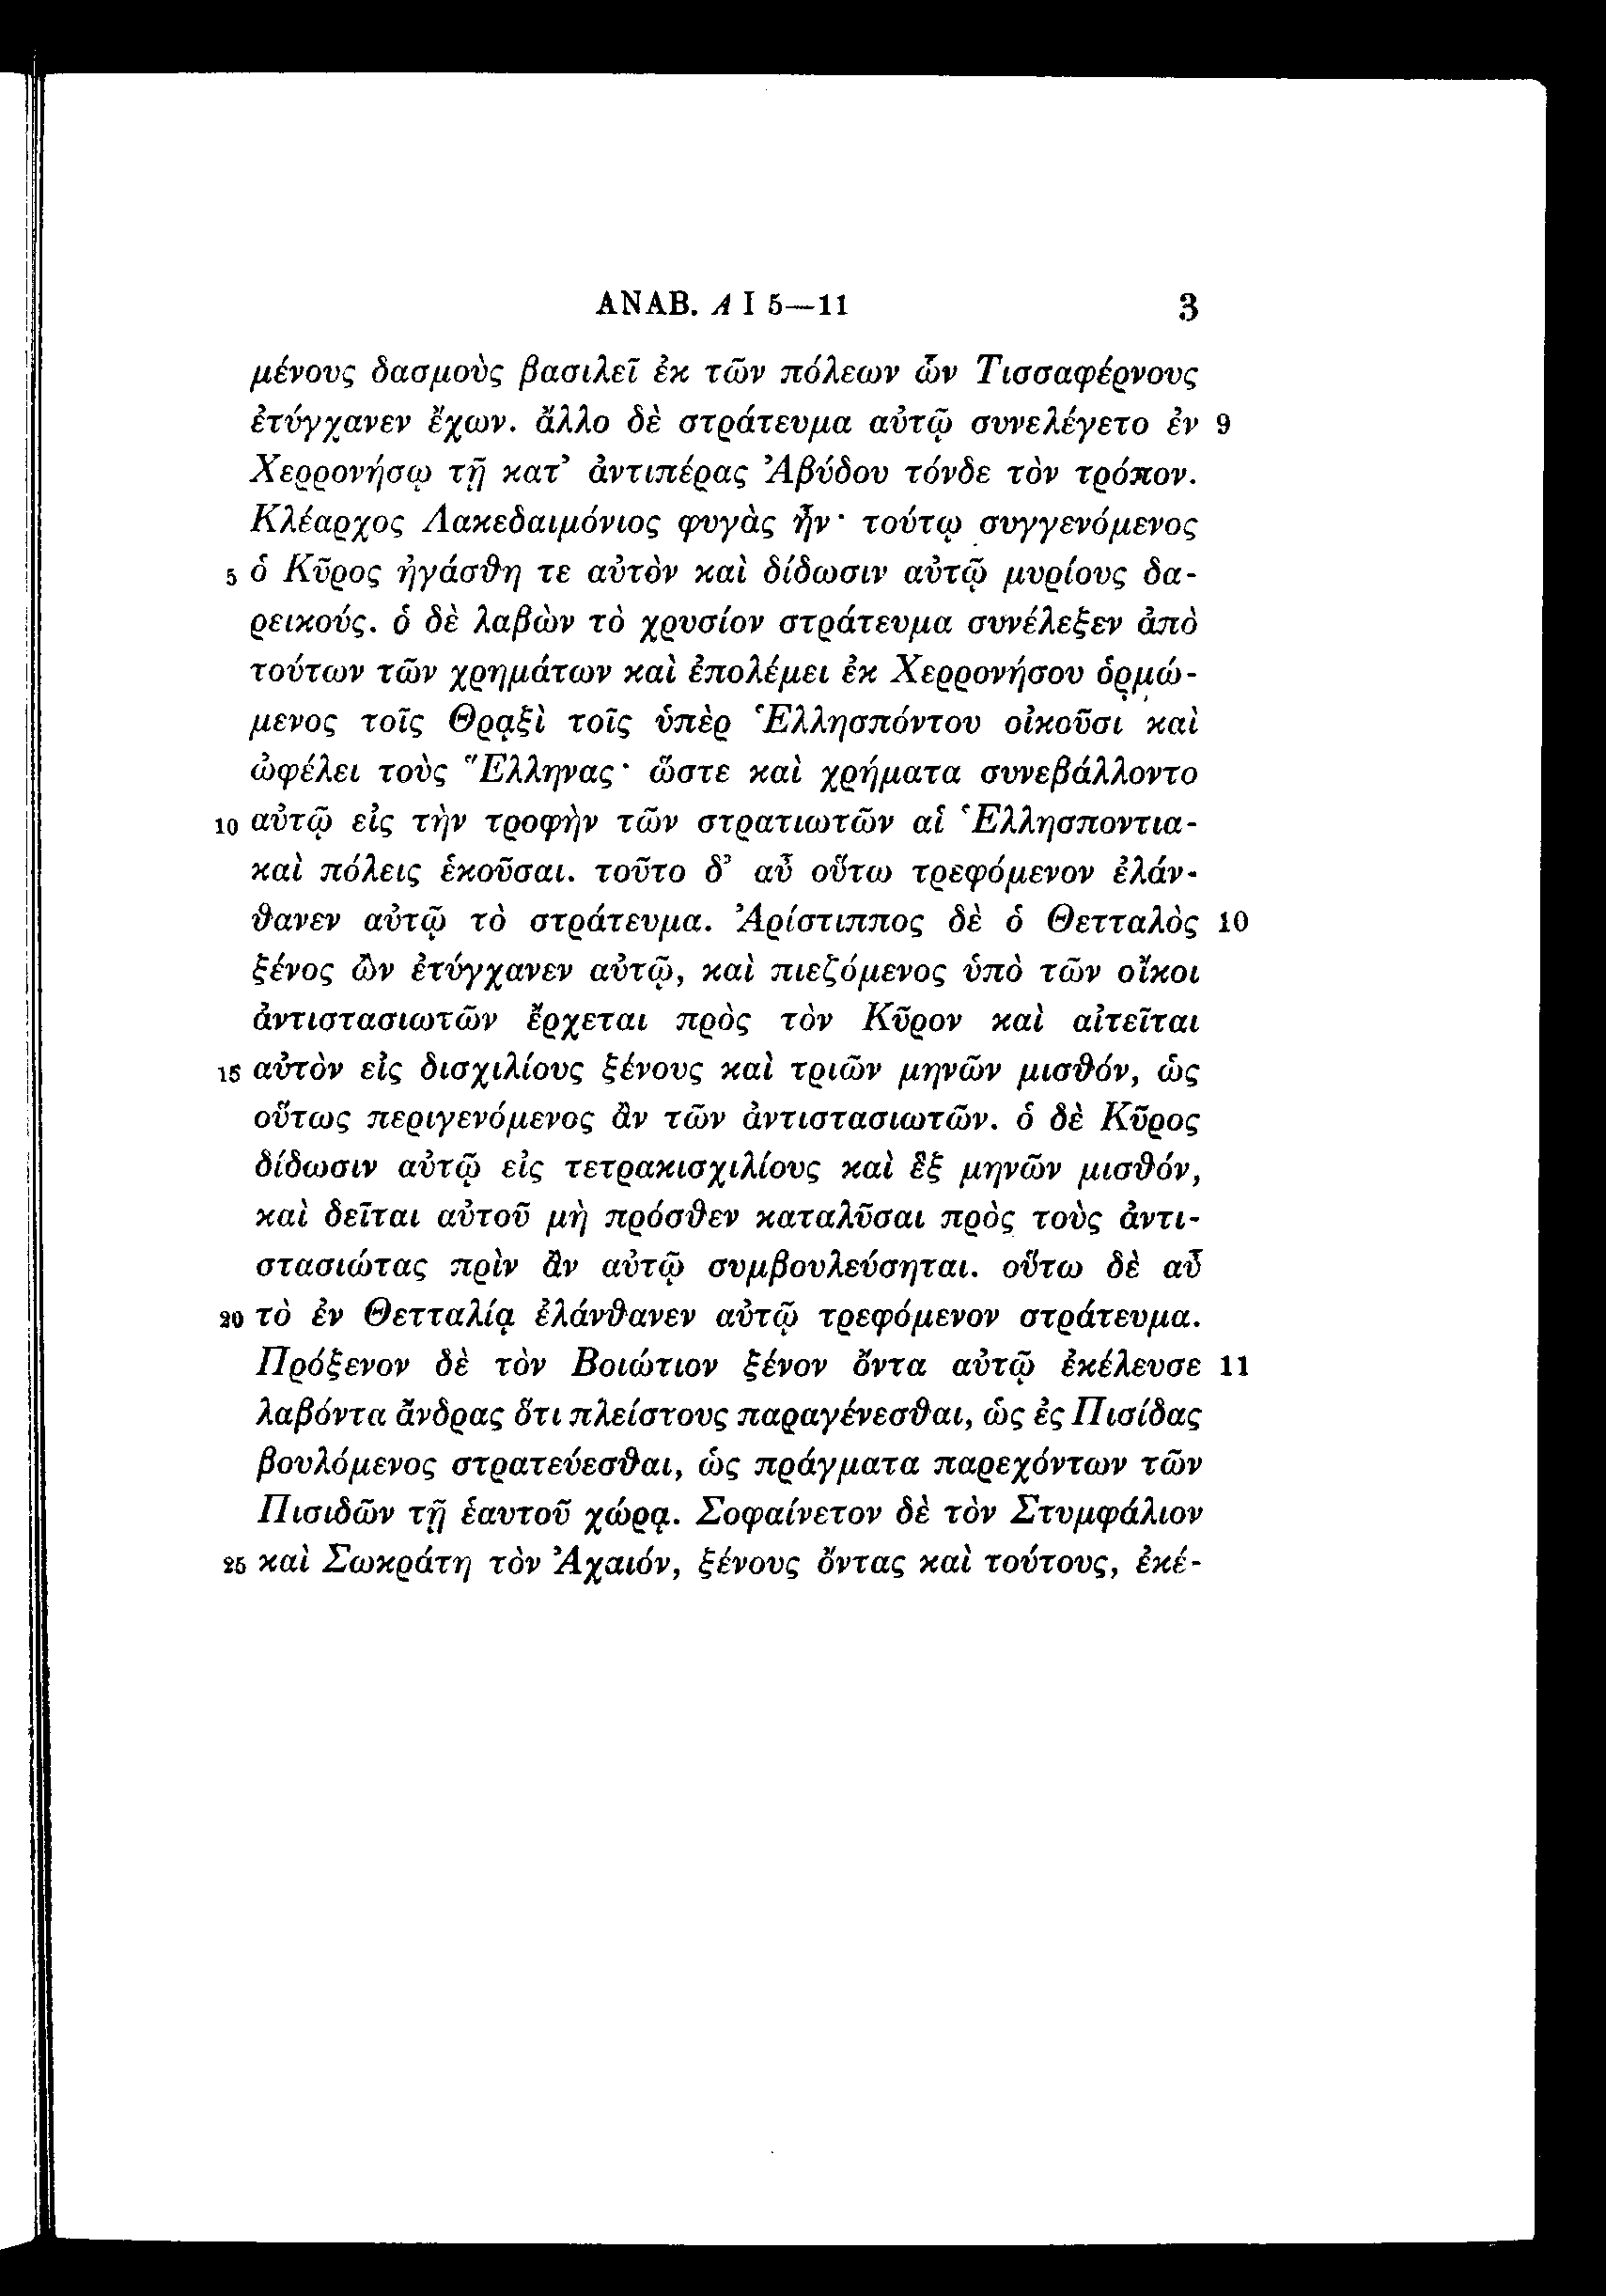 ΑΝΑΒ. Α Ι 5—11 3
μένους δασμοὺς βασιλεῖ ἐκ τῶν πόλεων ὧν Τισσαφέρνους
ἐτύγχανεν ἔχων. ἄλλο δὲ στράτευμα αὐτῷ συνελέγετο ἐν 9
Χερρονήσῳ τῇ κατ’ ἀντιπέρας Ἀβύδου τόνδε τὸν τρόπον.
Κλέαρχος Λακεδαιμόνιος φυγὰς ἦν· τούτῳ συγγενόμενος
5 ὁ Κῦρος ἠγάσθη τε αὐτὸν καὶ δίδωσιν αὐτῷ μυρίους δα-
ρεικούς. ὁ δὲ λαβὼν τὸ χρυσίον στράτευμα συνέλεξεν ἀπὸ
τούτων τῶν χρημάτων καὶ ἐπολέμει ἐκ Χερρονήσου ὁρμώ-
μενος τοῖς Θρᾳξὶ τοῖς ὑπὲρ Ἑλλησπόντου οἰκοῦσι καὶ
ὠφέλει τοὺς Ἕλληνας· ὥστε καὶ χρήματα συνεβάλλοντο
10 αὐτῷ εἰς τὴν τροφὴν τῶν στρατιωτῶν αἱ Ἑλλησποντια-
καὶ πόλεις ἑκοῦσαι. τοῦτο δ’ αὖ οὕτω τρεφόμενον ἐλάν-
θανεν αὐτῷ τὸ στράτευμα. Ἀρίστιππος δὲ ὁ Θετταλὸς 10
ξένος ὢν ἐτύγχανεν αὐτῷ, καὶ πιεζόμενος ὑπὸ τῶν οἴκοι
ἀντιστασιωτῶν ἔρχεται πρὸς τὸν Κῦρον καὶ αἰτεῖται
15 αὐτὸν εἰς δισχιλίους ξένους καὶ τριῶν μηνῶν μισθόν, ὡς
οὕτως περιγενόμενος ἂν τῶν ἀντιστασιωτῶν. ὁ δὲ Κῦρος
δίδωσιν αὐτῷ εἰς τετρακισχιλίους καὶ ἓξ μηνῶν μισθόν,
καὶ δεῖται αὐτοῦ μὴ πρόσθεν καταλῦσαι πρὸς τοὺς ἀντι-
στασιώτας πρὶν ἂν αὐτῷ συμβουλεύσηται. οὕτω δὲ αὖ
20 τὸ ἐν Θετταλίᾳ ἐλάνθανεν αὐτῷ τρεφόμενον στράτευμα.
Πρόξενον δὲ τὸν Βοιώτιον ξένον ὄντα αὐτῷ ἐκέλευσε 11
λαβόντα ἄνδρας ὅτι πλείστους παραγένεσθαι, ὡς ἐς Πισίδας
βουλόμενος στρατεύεσθαι, ὡς πράγματα παρεχόντων τῶν
Πισιδῶν τῇ ἑαυτοῦ χώρᾳ. Σοφαίνετον δὲ τὸν Στυμφάλιον
25 καὶ Σωκράτη τὸν Ἀχαιόν, ξένους ὄντας καὶ τούτους, ἐκέ-